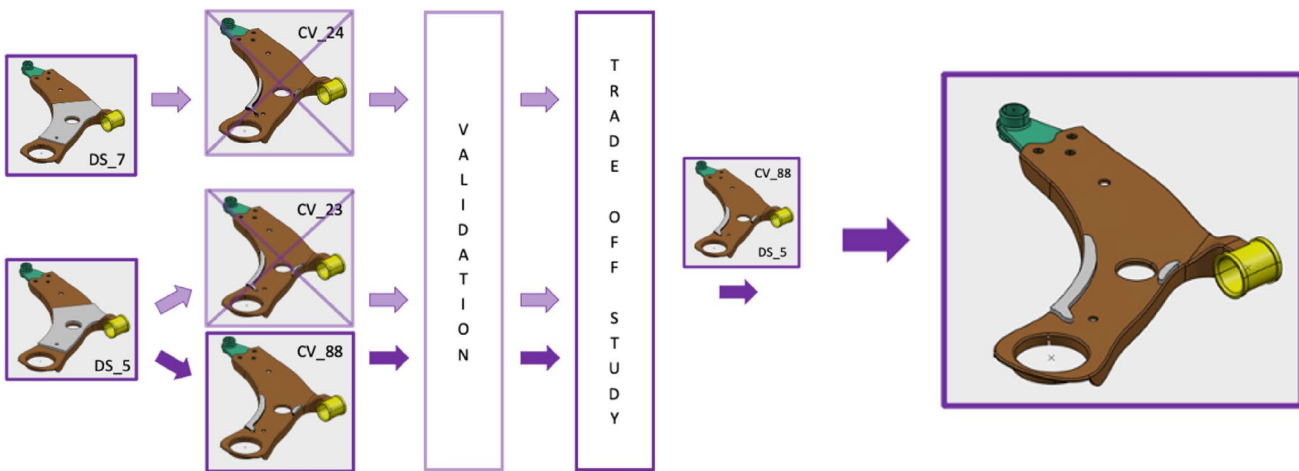 CV_24
DS_7
CV_23
DS_5
CV_88
VALIDATION
TRADE OFF STUDY
CV_88
DS_5